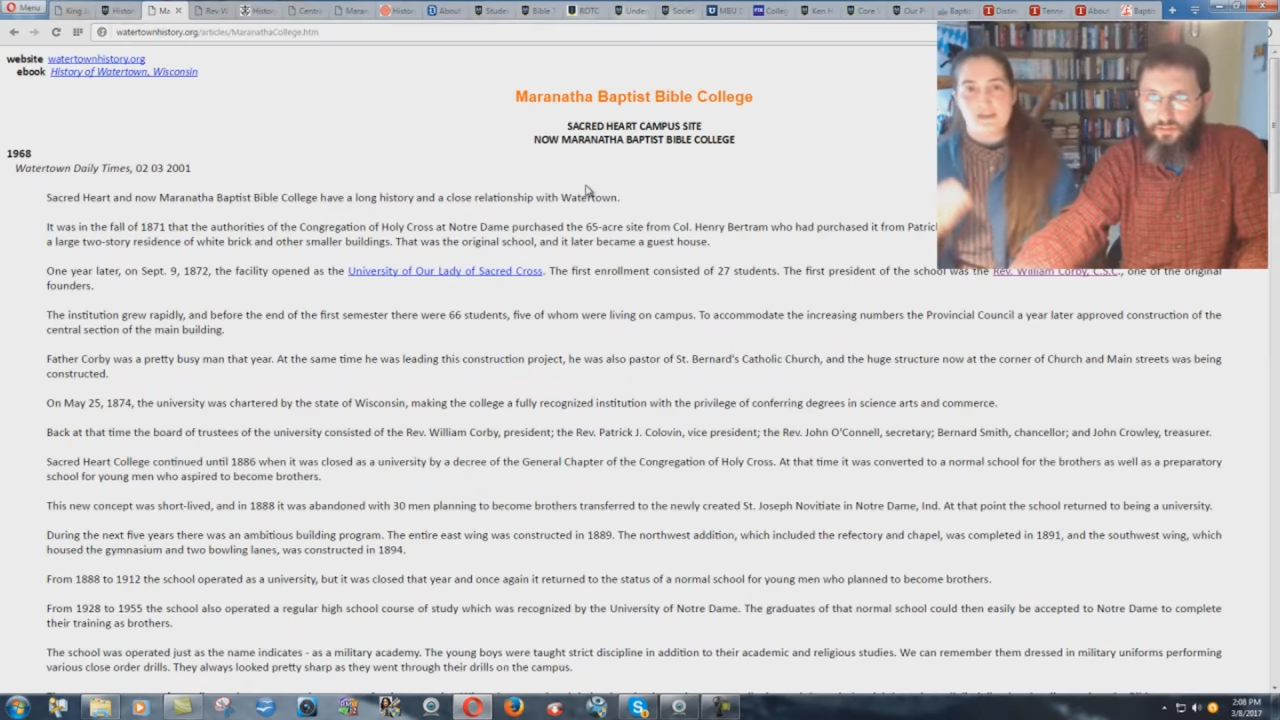 Menu King Histor Ma Rev Vi Histor Centra Maran Histo About Stude Bible ROTC Under Societ MBU Colleg Ken H Core Our P Baptis Distin Tenne About Baptis
watertownhistory.org/articles/MaranathaCollege.htm
website watertownhistory.org
ebook History of Watertown, Wisconsin
Maranatha Baptist Bible College
SACRED HEART CAMPUS SITE
NOW MARANATHA BAPTIST BIBLE COLLEGE
1968
Watertown Daily Times, 02 03 2001
Sacred Heart and now Maranatha Baptist Bible College have a long history and a close relationship with Watertown.
It was in the fall of 1871 that the authorities of the Congregation of Holy Cross at Notre Dame purchased the 65-acre site from Col. Henry Bertram who had purchased it from Patric
a large two-story residence of white brick and other smaller buildings. That was the original school, and it later became a guest house.
One year later, on Sept. 9, 1872, the facility opened as the University of Our Lady of Sacred Cross. The first enrollment consisted of 27 students. The first president of the school was the Rev. William Corby, C.S.C., one of the original
founders.
The institution grew rapidly, and before the end of the first semester there were 66 students, five of whom were living on campus. To accommodate the increasing numbers the Provincial Council a year later approved construction of the
central section of the main building.
Father Corby was a pretty busy man that year. At the same time he was leading this construction project, he was also pastor of St. Bernard's Catholic Church, and the huge structure now at the corner of Church and Main streets was being
constructed.
On May 25, 1874, the university was chartered by the state of Wisconsin, making the college a fully recognized institution with the privilege of conferring degrees in science arts and commerce.
Back at that time the board of trustees of the university consisted of the Rev. William Corby, president; the Rev. Patrick J. Colovin, vice president; the Rev. John O'Connell, secretary; Bernard Smith, chancellor; and John Crowley, treasurer.
Sacred Heart College continued until 1886 when it was closed as a university by a decree of the General Chapter of the Congregation of Holy Cross. At that time it was converted to a normal school for the brothers as well as a preparatory
school for young men who aspired to become brothers.
This new concept was short-lived, and in 1888 it was abandoned with 30 men planning to become brothers transferred to the newly created St. Joseph Novitiate in Notre Dame, Ind. At that point the school returned to being a university.
During the next five years there was an ambitious building program. The entire east wing was constructed in 1889. The northwest addition, which included the refectory and chapel, was completed in 1891, and the southwest wing, which
housed the gymnasium and two bowling lanes, was constructed in 1894.
From 1888 to 1912 the school operated as a university, but it was closed that year and once again it returned to the status of a normal school for young men who planned to become brothers.
From 1928 to 1955 the school also operated a regular high school course of study which was recognized by the University of Notre Dame. The graduates of that normal school could then easily be accepted to Notre Dame to complete
their training as brothers.
The school was operated just as the name indicates - as a military academy. The young boys were taught strict discipline in addition to their academic and religious studies. We can remember them dressed in military uniforms performing
various close order drills. They always looked pretty sharp as they went through their drills on the campus.
2:08 PM
3/8/2017